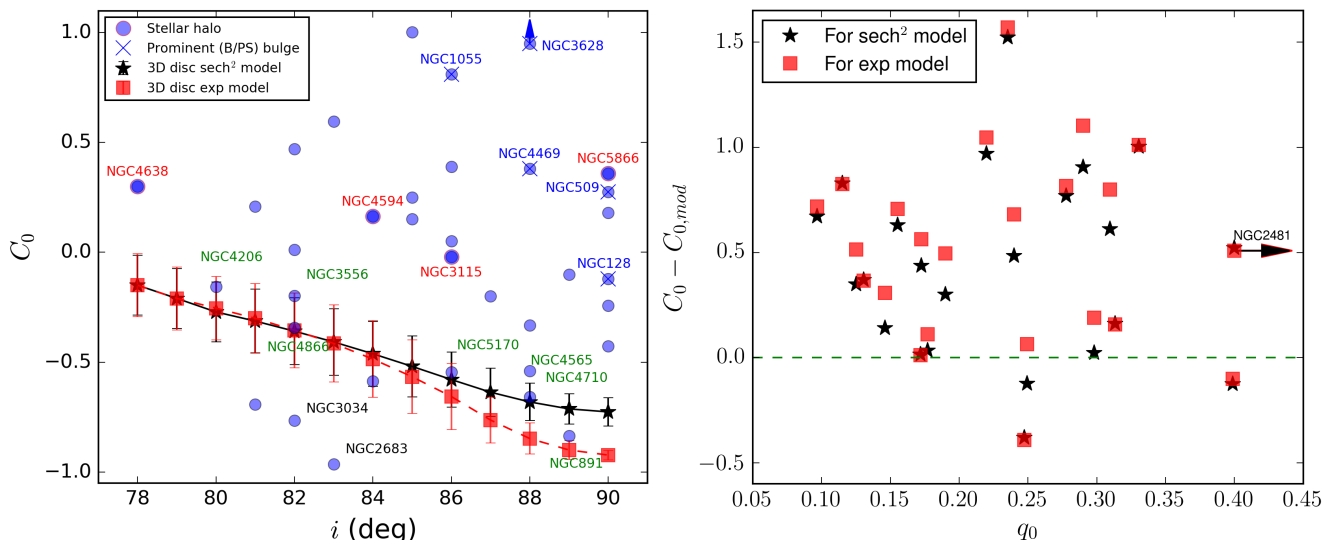 Stellar halo
Prominent (B/PS) bulge
3D disc sech² model
3D disc exp model
NGC3628
NGC1055
NGC4469
NGC5866
NGC509
NGC4638
NGC4594
NGC3115
NGC128
NGC4206
NGC3556
NGC4866
NGC5170
NGC4565
NGC4710
NGC3034
NGC2683
NGC891
1.0
0.5
0.0
−0.5
−1.0
C₀
78 80 82 84 86 88 90
i (deg)
For sech² model
For exp model
NGC2481
1.5
1.0
0.5
0.0
−0.5
C₀ − C₀,mod
0.05 0.10 0.15 0.20 0.25 0.30 0.35 0.40 0.45
q₀